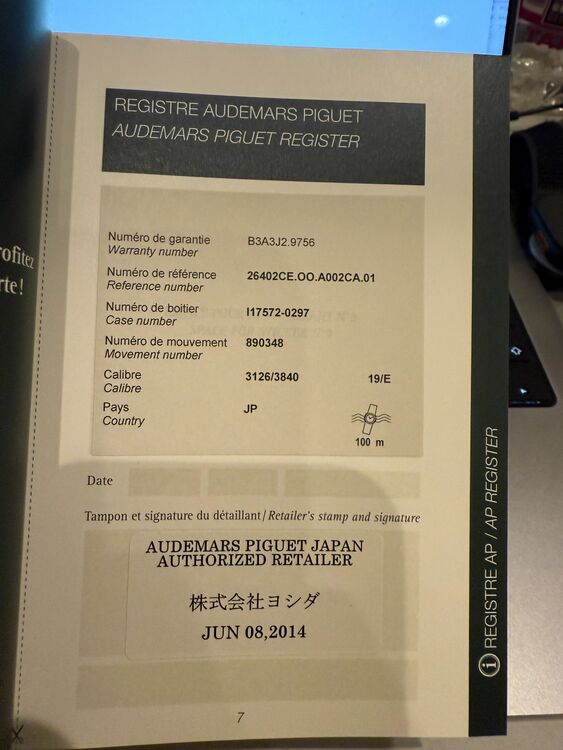 rofitez
rte !
REGISTRE AUDEMARS PIGUET
AUDEMARS PIGUET REGISTER
Numéro de garantie B3A3J2.9756
Warranty number
Numéro de référence 26402CE.OO.A002CA.01
Reference number
Numéro de boitier I17572-0297
Case number
Numéro de mouvement 890348
Movement number
Calibre 3126/3840 19/E
Calibre
Pays JP
Country
100 m
Date
Tampon et signature du détaillant / Retailer's stamp and signature
AUDEMARS PIGUET JAPAN
AUTHORIZED RETAILER
株式会社ヨシダ
JUN 08,2014
7
i REGISTRE AP / AP REGISTER